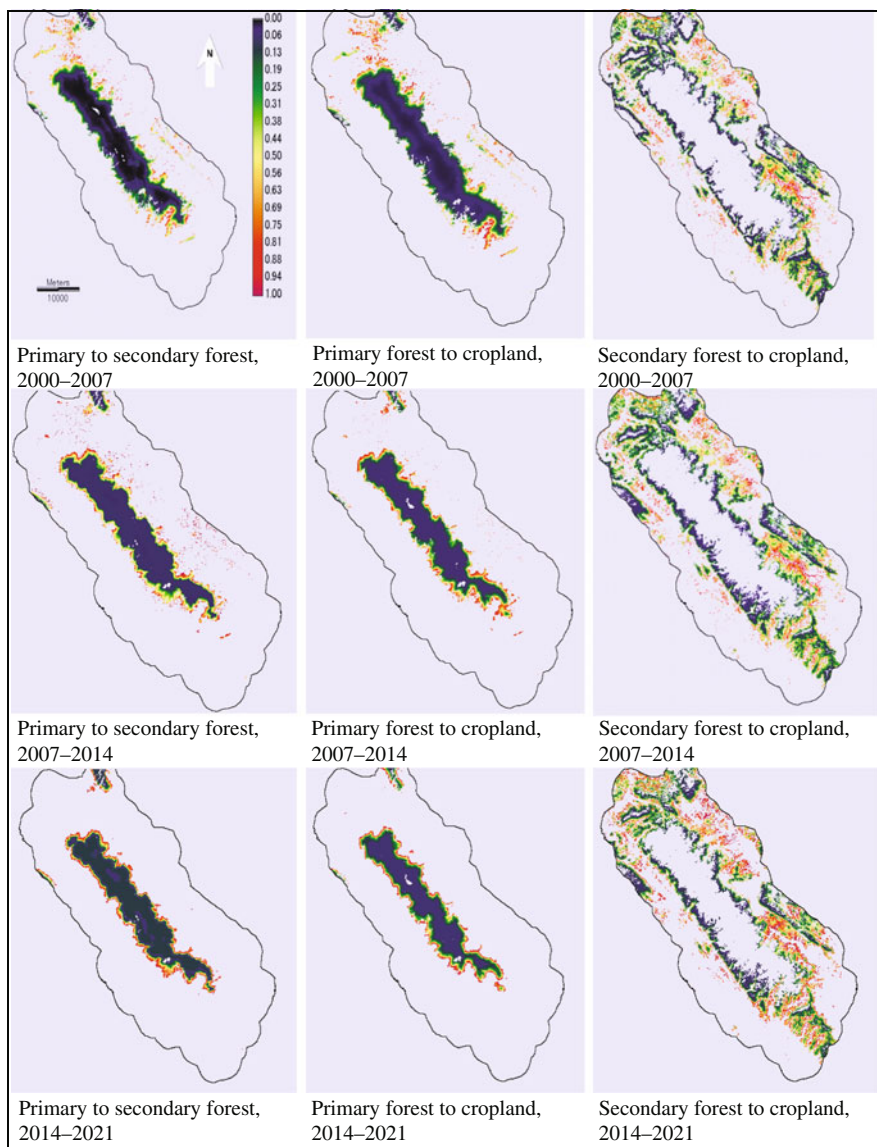 N
0.00
0.06
0.13
0.19
0.25
0.31
0.38
0.44
0.50
0.56
0.63
0.69
0.75
0.81
0.88
0.94
1.00
Meters
10000
Primary to secondary forest,
2000–2007
Primary forest to cropland,
2000–2007
Secondary forest to cropland,
2000–2007
Primary to secondary forest,
2007–2014
Primary forest to cropland,
2007–2014
Secondary forest to cropland,
2007–2014
Primary to secondary forest,
2014–2021
Primary forest to cropland,
2014–2021
Secondary forest to cropland,
2014–2021